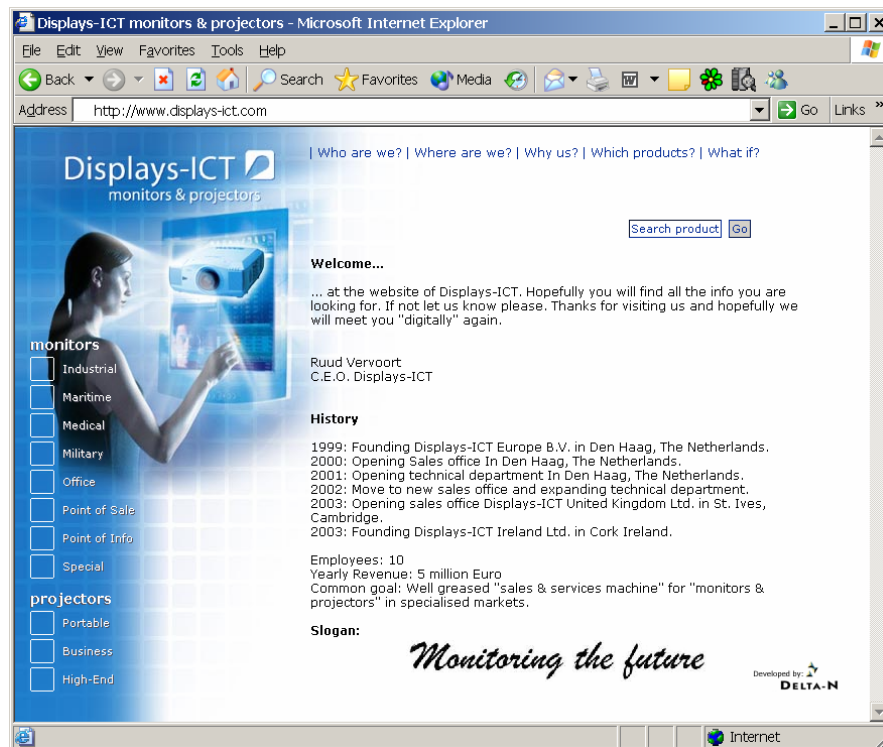 Displays-ICT monitors & projectors - Microsoft Internet Explorer
File Edit View Favorites Tools Help
Back Search Favorites Media
Address http://www.displays-ict.com Go Links »
Displays-ICT
monitors & projectors
| Who are we? | Where are we? | Why us? | Which products? | What if?
Search product Go
Welcome...
... at the website of Displays-ICT. Hopefully you will find all the info you are
looking for. If not let us know please. Thanks for visiting us and hopefully we
will meet you "digitally" again.
Ruud Vervoort
C.E.O. Displays-ICT
monitors
Industrial
Maritime
Medical
Military
Office
Point of Sale
Point of Info
Special
projectors
Portable
Business
High-End
History
1999: Founding Displays-ICT Europe B.V. in Den Haag, The Netherlands.
2000: Opening Sales office In Den Haag, The Netherlands.
2001: Opening technical department In Den Haag, The Netherlands.
2002: Move to new sales office and expanding technical department.
2003: Opening sales office Displays-ICT United Kingdom Ltd. in St. Ives,
Cambridge.
2003: Founding Displays-ICT Ireland Ltd. in Cork Ireland.
Employees: 10
Yearly Revenue: 5 million Euro
Common goal: Well greased "sales & services machine" for "monitors &
projectors" in specialised markets.
Slogan:
Monitoring the future
Developed by:
DELTA-N
Internet